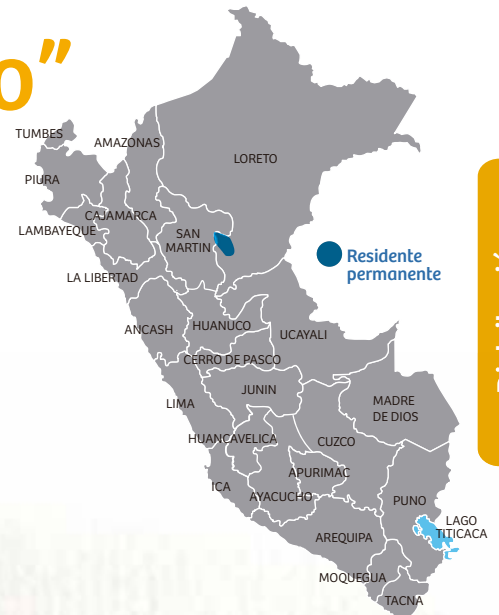 o”
TUMBES
AMAZONAS
LORETO
PIURA
CAJAMARCA
LAMBAYEQUE
SAN
MARTIN
Residente
permanente
LA LIBERTAD
ANCASH
HUANUCO
UCAYALI
CERRO DE PASCO
JUNIN
LIMA
MADRE
DE DIOS
HUANCAVELICA
CUZCO
APURIMAC
ICA
AYACUCHO
PUNO
LAGO
TITICACA
AREQUIPA
MOQUEGUA
TACNA